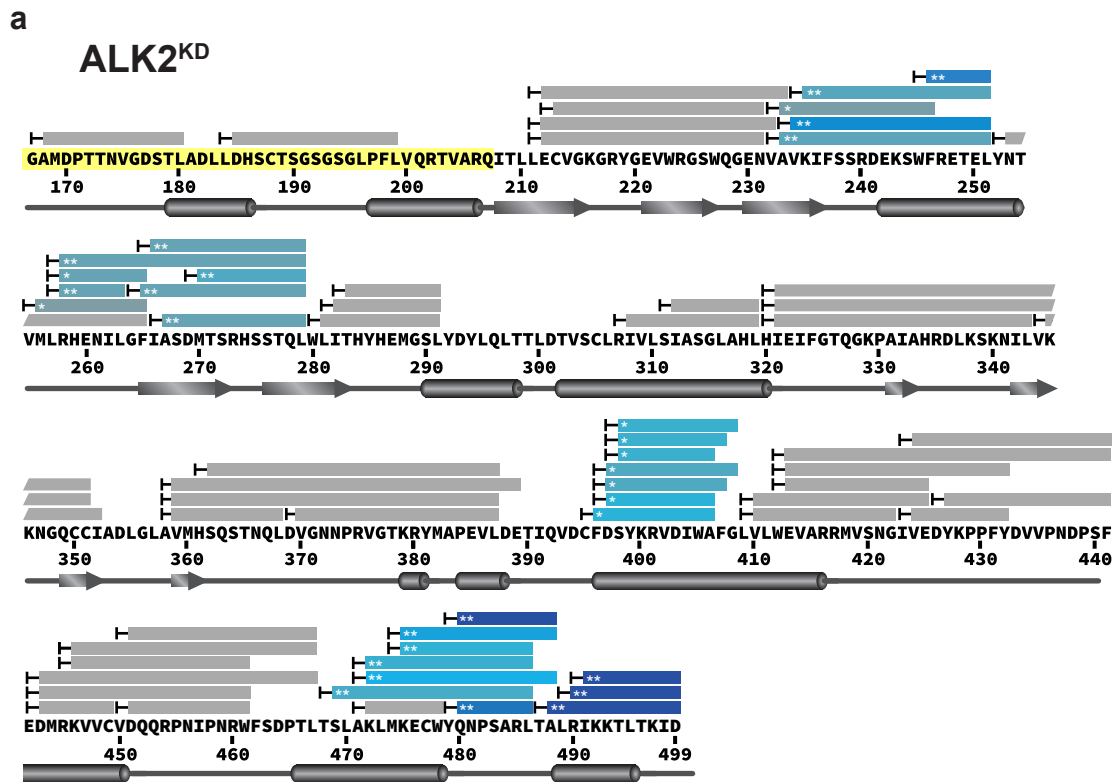 a
ALK2KD
**
**
*
**
**
GAMDPTTNVGDSTLADLLDHSCTSGSGSGLPFLVQRTVARQITLLECVGKGRYGEVWRGSWQGENVAVKIFSSRDEKSWFRETELYNT
170 180 190 200 210 220 230 240 250
**
**
* **
** **
*
**
VMLRHENILGFIASDMTSRHSSTQLWLITHYHEMGSLYDYLQLTTLDTVSCLRIVLSIASGLAHLHIEIFGTQGKPAIAHRDLKSKNILVK
260 270 280 290 300 310 320 330 340
*
*
*
*
*
*
*
KNGQCCIADLGLAVMHSQSTNQLDVGNNPRVGTKRYMAPEVLDETIQVDCFDSYKRVDIWAFGLVLWEVARRMVSNGIVEDYKPPFYDVVPNDPSF
350 360 370 380 390 400 410 420 430 440
**
**
**
**
** **
** **
** **
EDMRKVVCVDQQRPNIPNRWFSDPTLTSLAKLMKECWYQNPSARLTALRIKKTLTKID
450 460 470 480 490 499